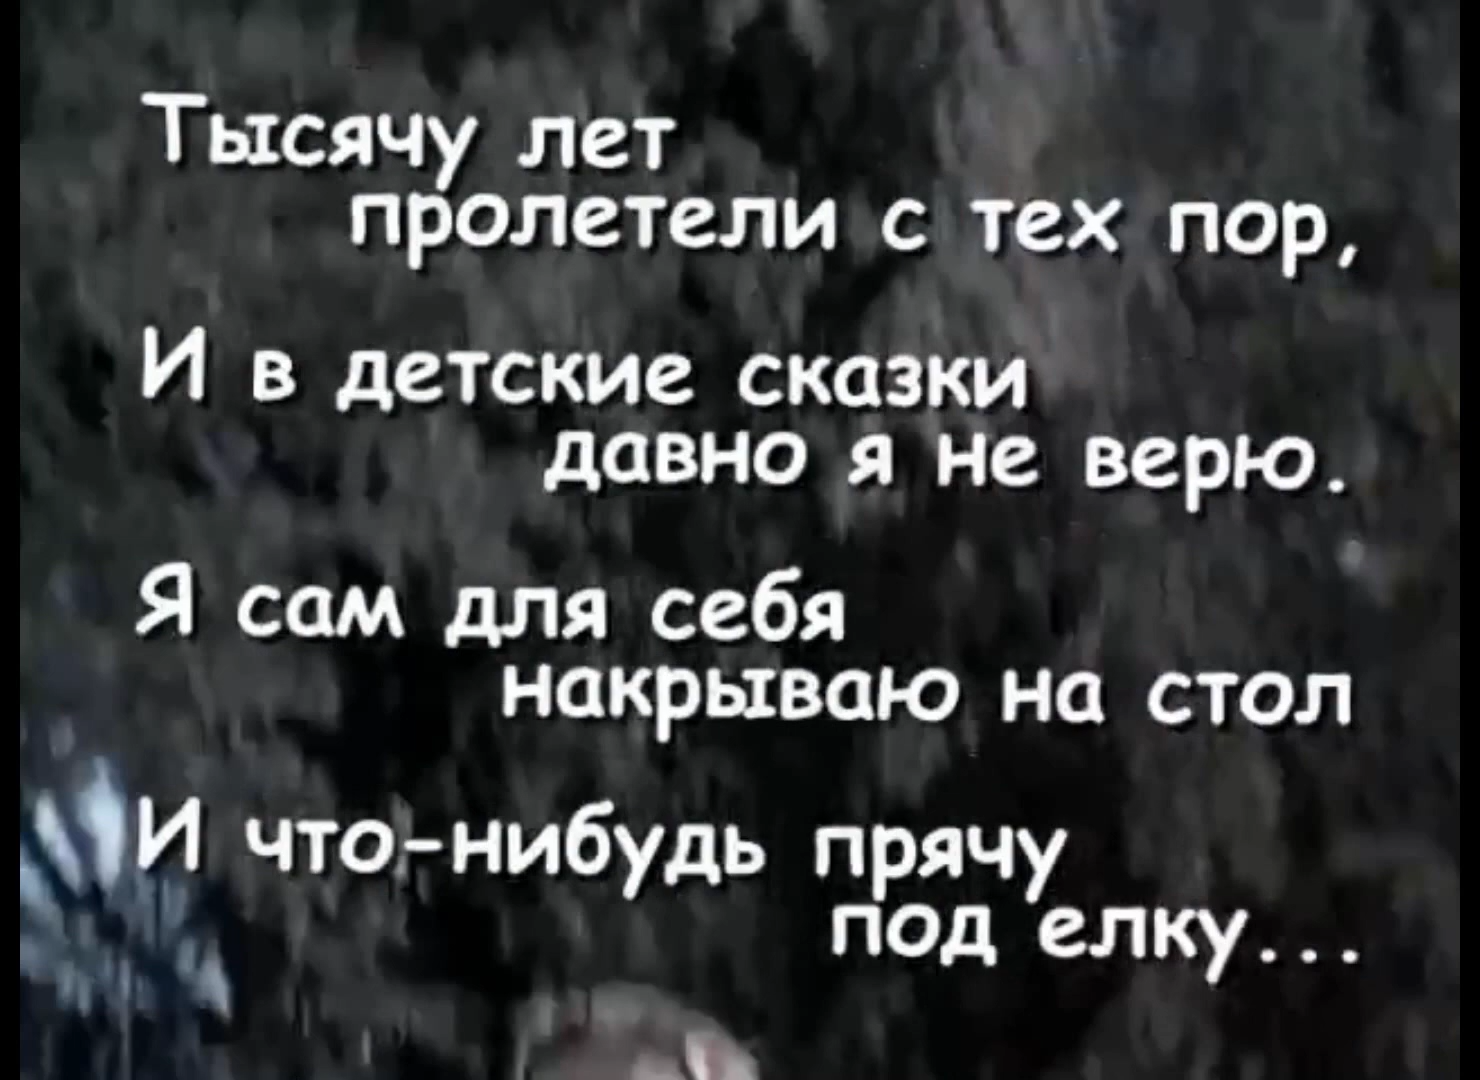 Тысячу лет
пролетели с тех пор,
И в детские сказки
давно я не верю.
Я сам для себя
накрываю на стол
И что-нибудь прячу
под елку...